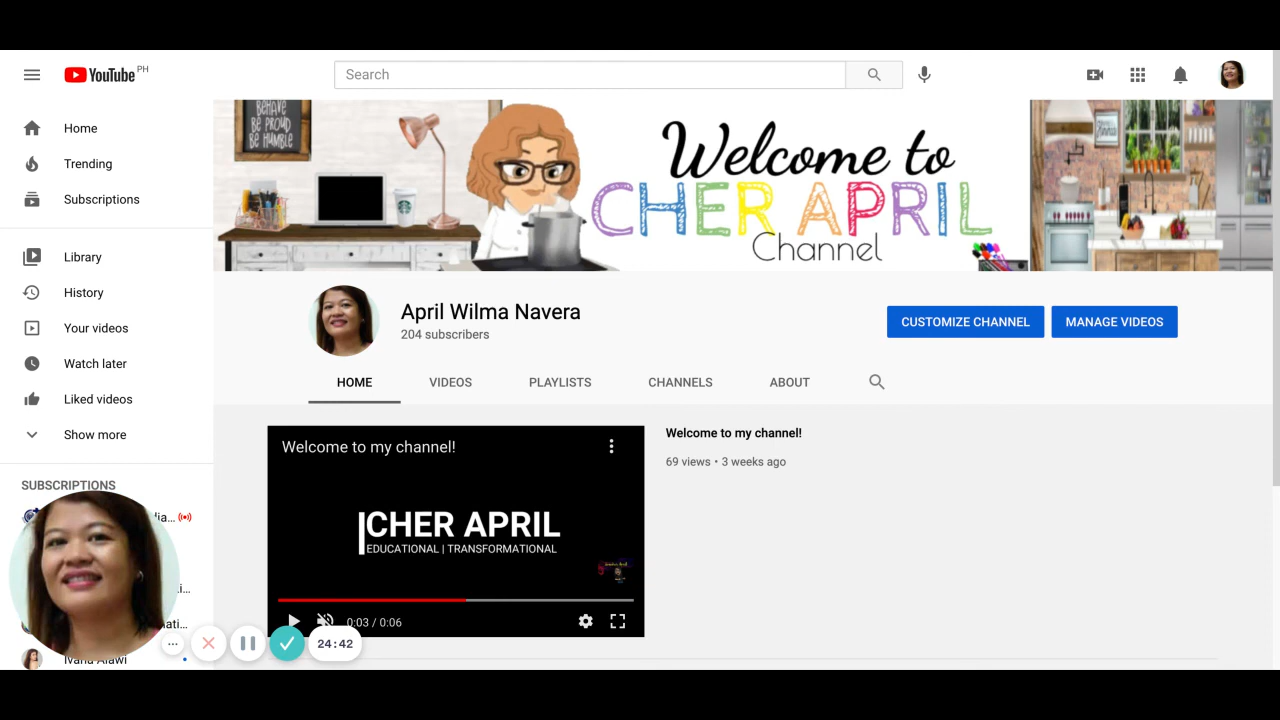 YouTube PH
Search
Home
Trending
Subscriptions
Library
History
Your videos
Watch later
Liked videos
Show more
SUBSCRIPTIONS
ia...
i...
ati...
Ivana Alawi
BEHAVE
BE PROUD
BE HUMBLE
Welcome to
CHER APRIL
Channel
April Wilma Navera
204 subscribers
CUSTOMIZE CHANNEL
MANAGE VIDEOS
HOME
VIDEOS
PLAYLISTS
CHANNELS
ABOUT
Welcome to my channel!
CHER APRIL
EDUCATIONAL | TRANSFORMATIONAL
0:03 / 0:06
Welcome to my channel!
69 views • 3 weeks ago
24:42